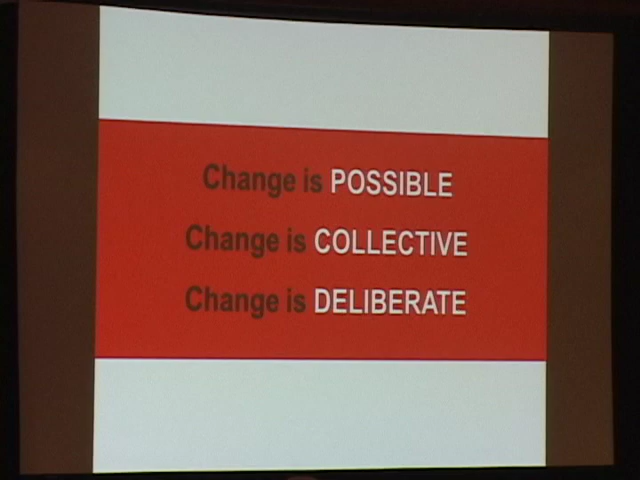 Change is POSSIBLE
Change is COLLECTIVE
Change is DELIBERATE